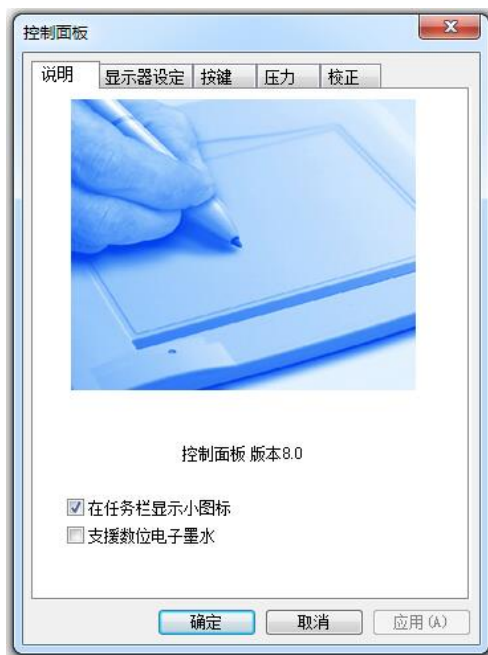 控制面板
说明 显示器设定 按键 压力 校正
控制面板 版本8.0
在任务栏显示小图标
支援数位电子墨水
确定 取消 应用(A)